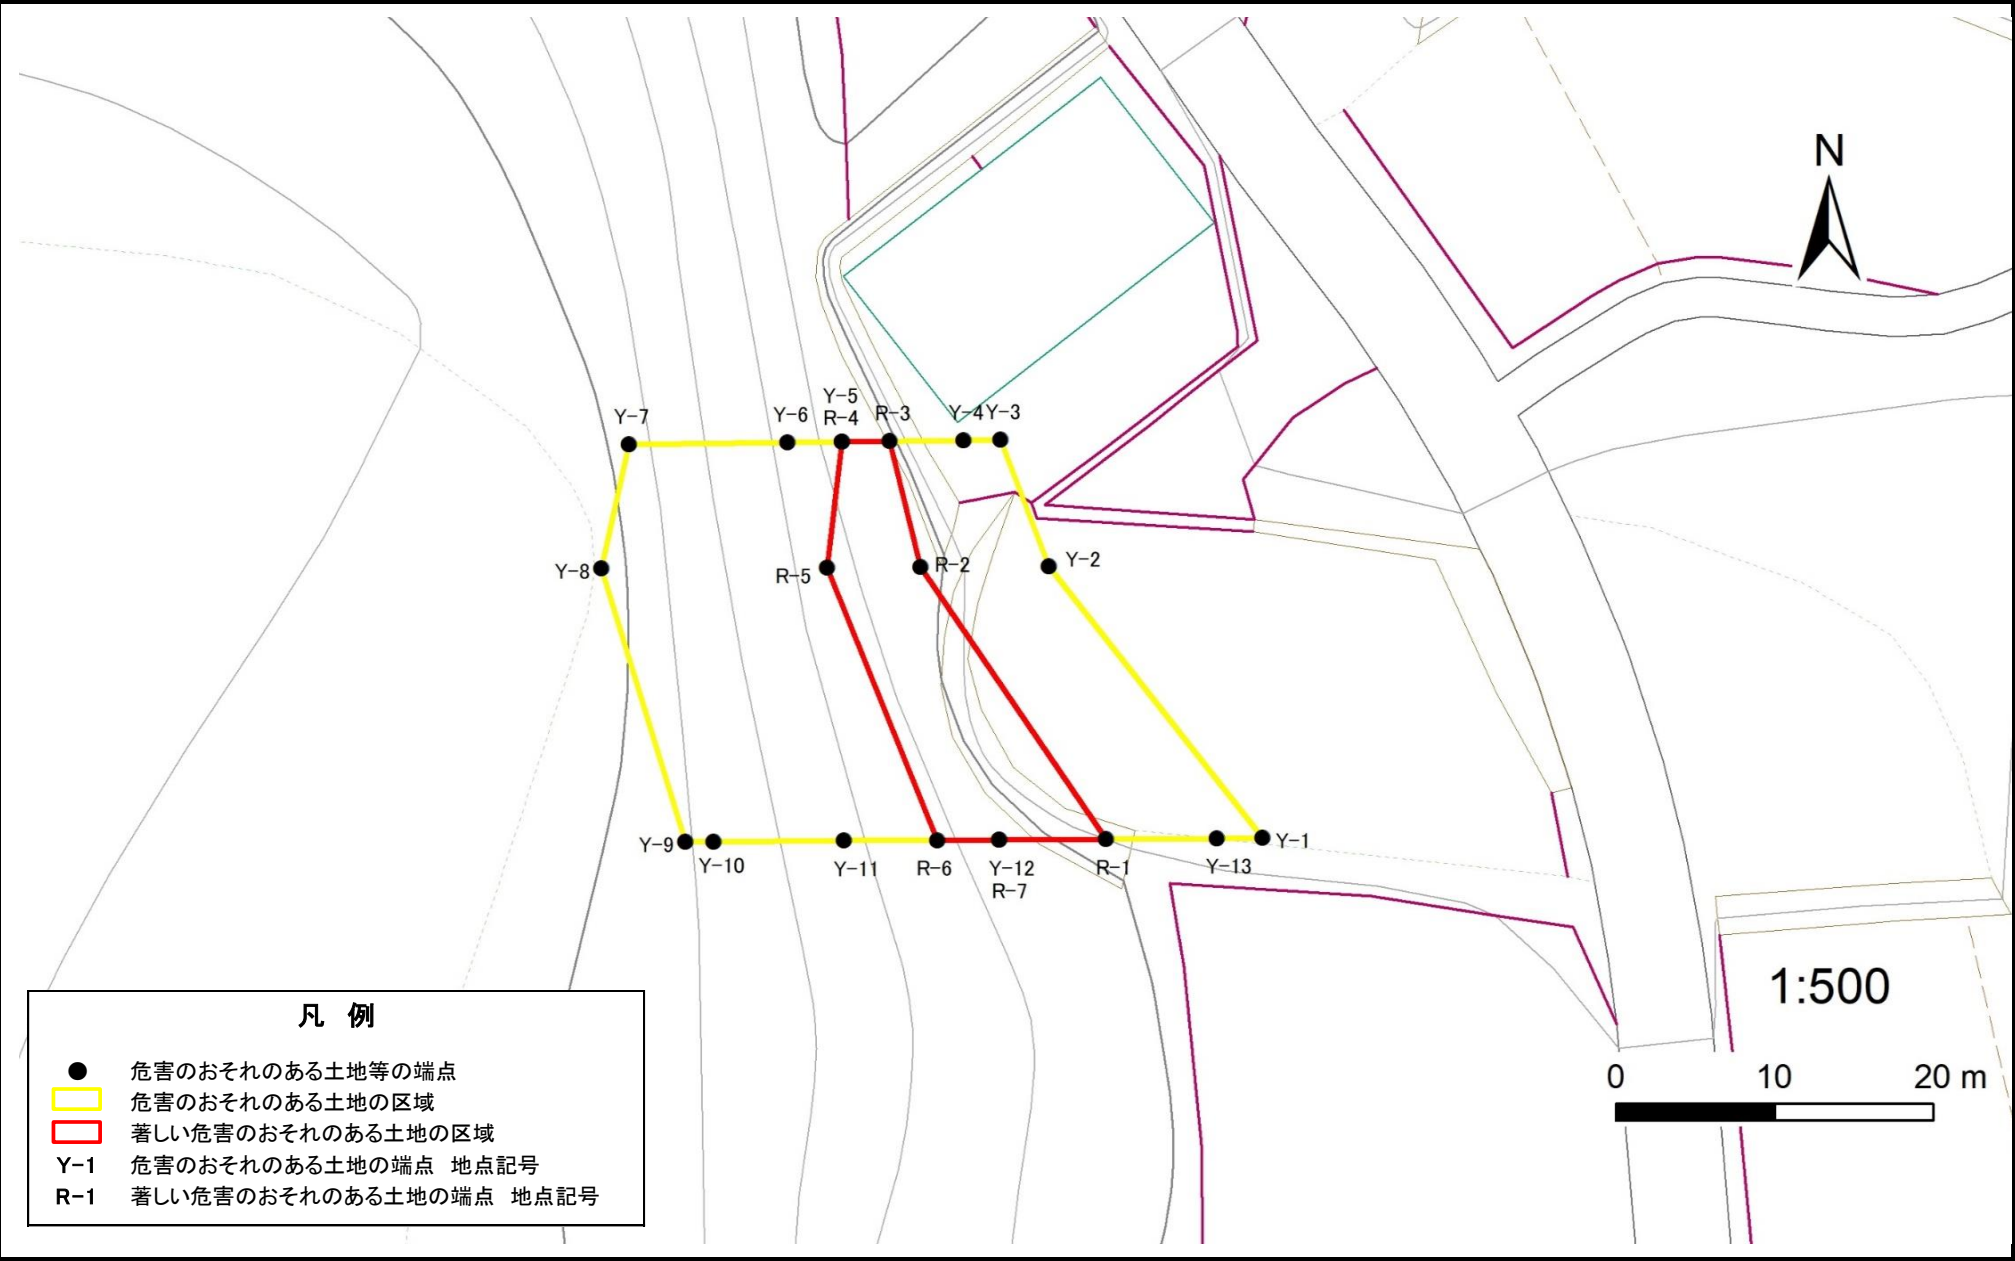 N
Y-5
Y-7
Y-6
R-4
R-3
Y-4
Y-3
Y-8
R-5
R-2
Y-2
Y-9
Y-10
Y-11
R-6
Y-12
R-7
R-1
Y-13
Y-1
1:500
0 10 20 m
凡 例
危害のおそれのある土地等の端点
危害のおそれのある土地の区域
著しい危害のおそれのある土地の区域
Y-1 危害のおそれのある土地の端点 地点記号
R-1 著しい危害のおそれのある土地の端点 地点記号